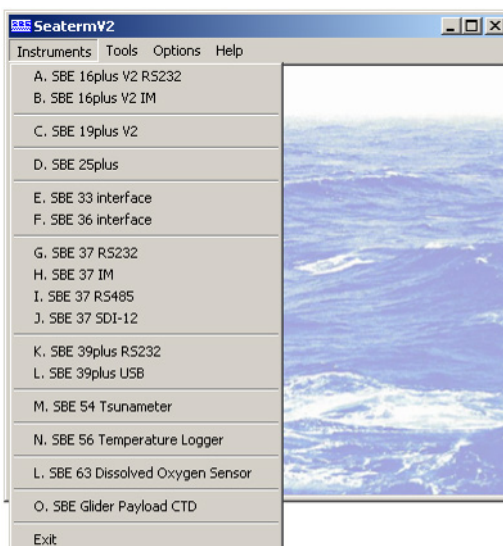 SBE SeatermV2
Instruments Tools Options Help
A. SBE 16plus V2 RS232
B. SBE 16plus V2 IM
C. SBE 19plus V2
D. SBE 25plus
E. SBE 33 interface
F. SBE 36 interface
G. SBE 37 RS232
H. SBE 37 IM
I. SBE 37 RS485
J. SBE 37 SDI-12
K. SBE 39plus RS232
L. SBE 39plus USB
M. SBE 54 Tsunameter
N. SBE 56 Temperature Logger
L. SBE 63 Dissolved Oxygen Sensor
O. SBE Glider Payload CTD
Exit